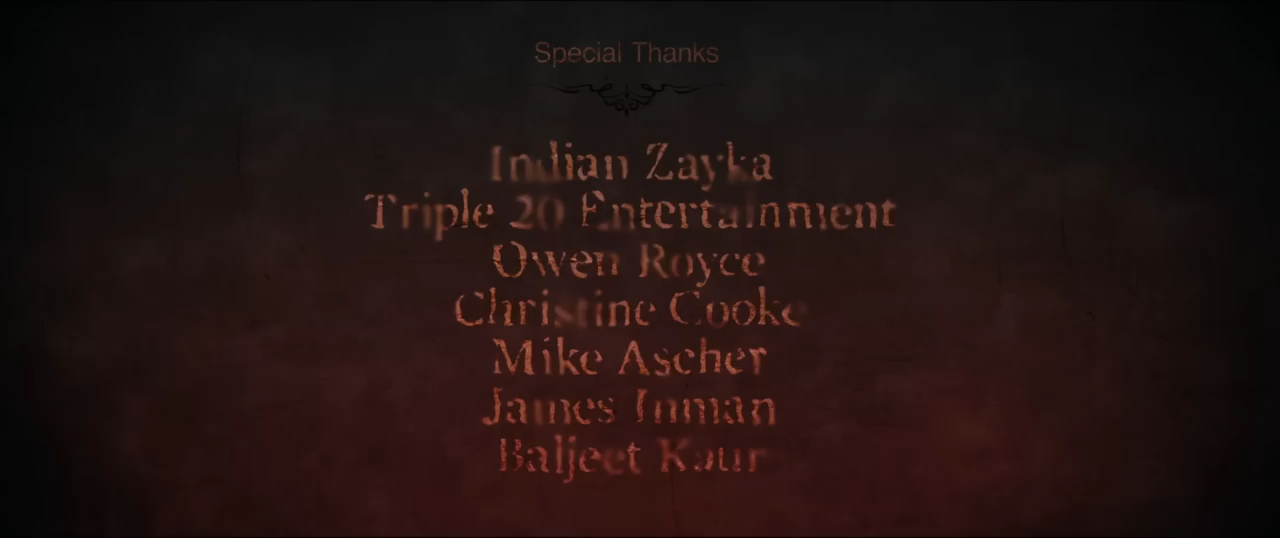 Special Thanks
Indian Zayka
Triple 20 Entertainment
Owen Royce
Christine Cooke
Mike Ascher
James Inman
Baljeet Kaur